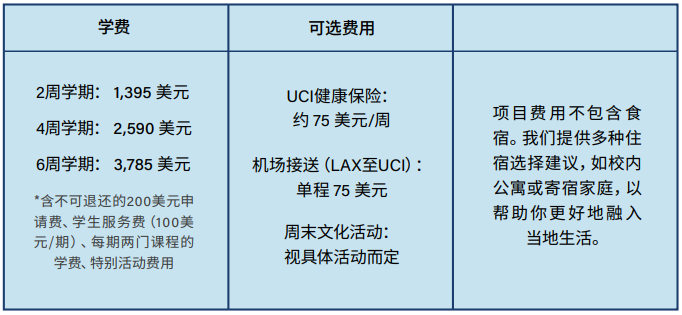 学费
2周学期： 1,395 美元
4周学期： 2,590 美元
6周学期： 3,785 美元
*含不可退还的200美元申
请费、学生服务费（100美
元/期）、每期两门课程的
学费、特别活动费用
可选费用
UCI健康保险：
约 75 美元/周
机场接送（LAX至UCI）：
单程 75 美元
周末文化活动：
视具体活动而定
项目费用不包含食
宿。我们提供多种住
宿选择建议，如校内
公寓或寄宿家庭，以
帮助你更好地融入
当地生活。